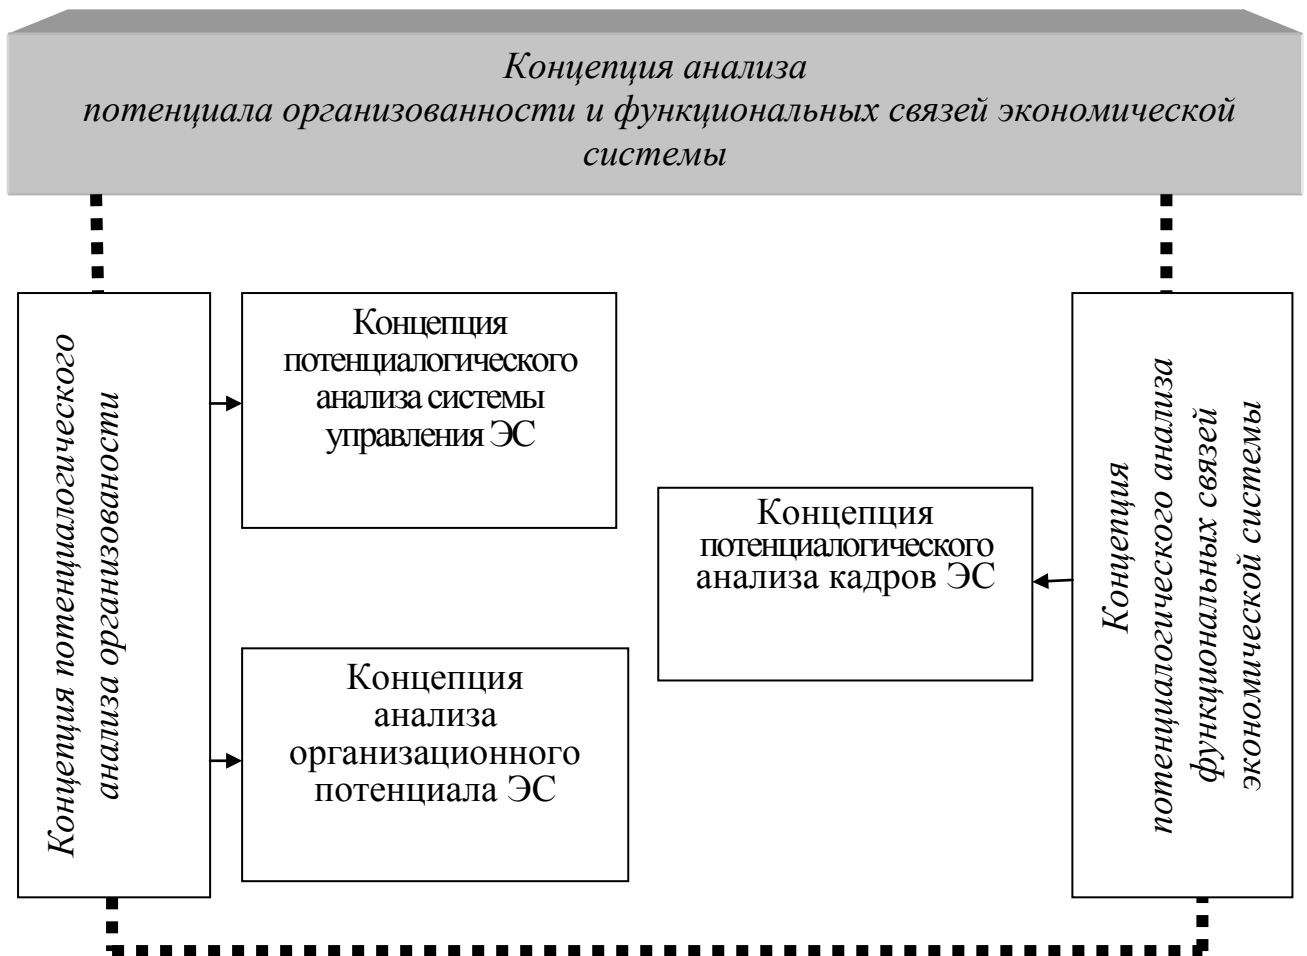 Концепция анализа
потенциала организованности и функциональных связей экономической
системы
Концепция потенциалогического
анализа организованости
Концепция
потенциалогического
анализа системы
управления ЭС
Концепция
анализа
организационного
потенциала ЭС
Концепция
потенциалогического
анализа кадров ЭС
Концепция
потенциалогического анализа
функциональных связей
экономической системы